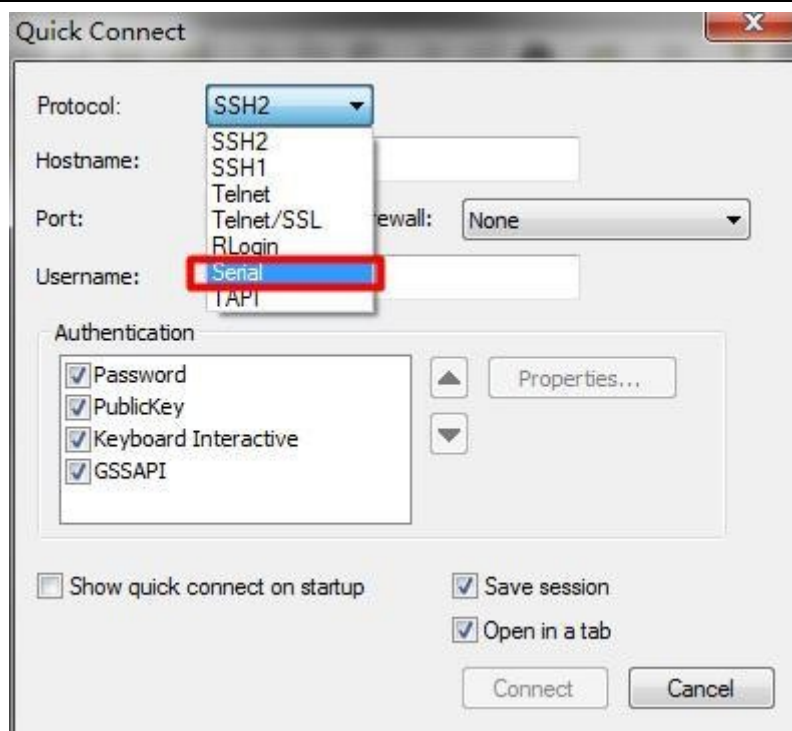 Quick Connect
Protocol: SSH2
SSH2
Hostname: SSH1
Telnet
Port: Telnet/SSL ewall: None
RLogin
Username: Serial
TAPI
Authentication
Password
PublicKey Properties...
Keyboard Interactive
GSSAPI
Show quick connect on startup Save session
Open in a tab
Connect Cancel